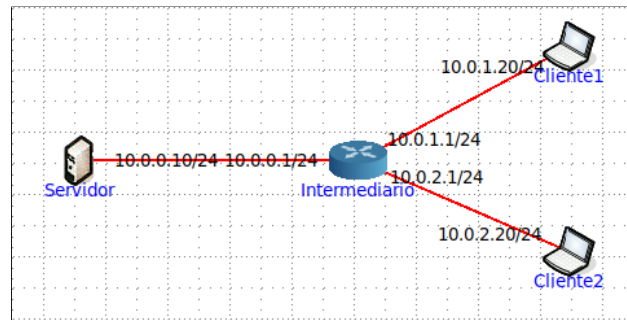 10.0.1.20/24
Cliente1
10.0.1.1/24
10.0.0.10/24 10.0.0.1/24
10.0.2.1/24
Servidor
Intermediario
10.0.2.20/24
Cliente2